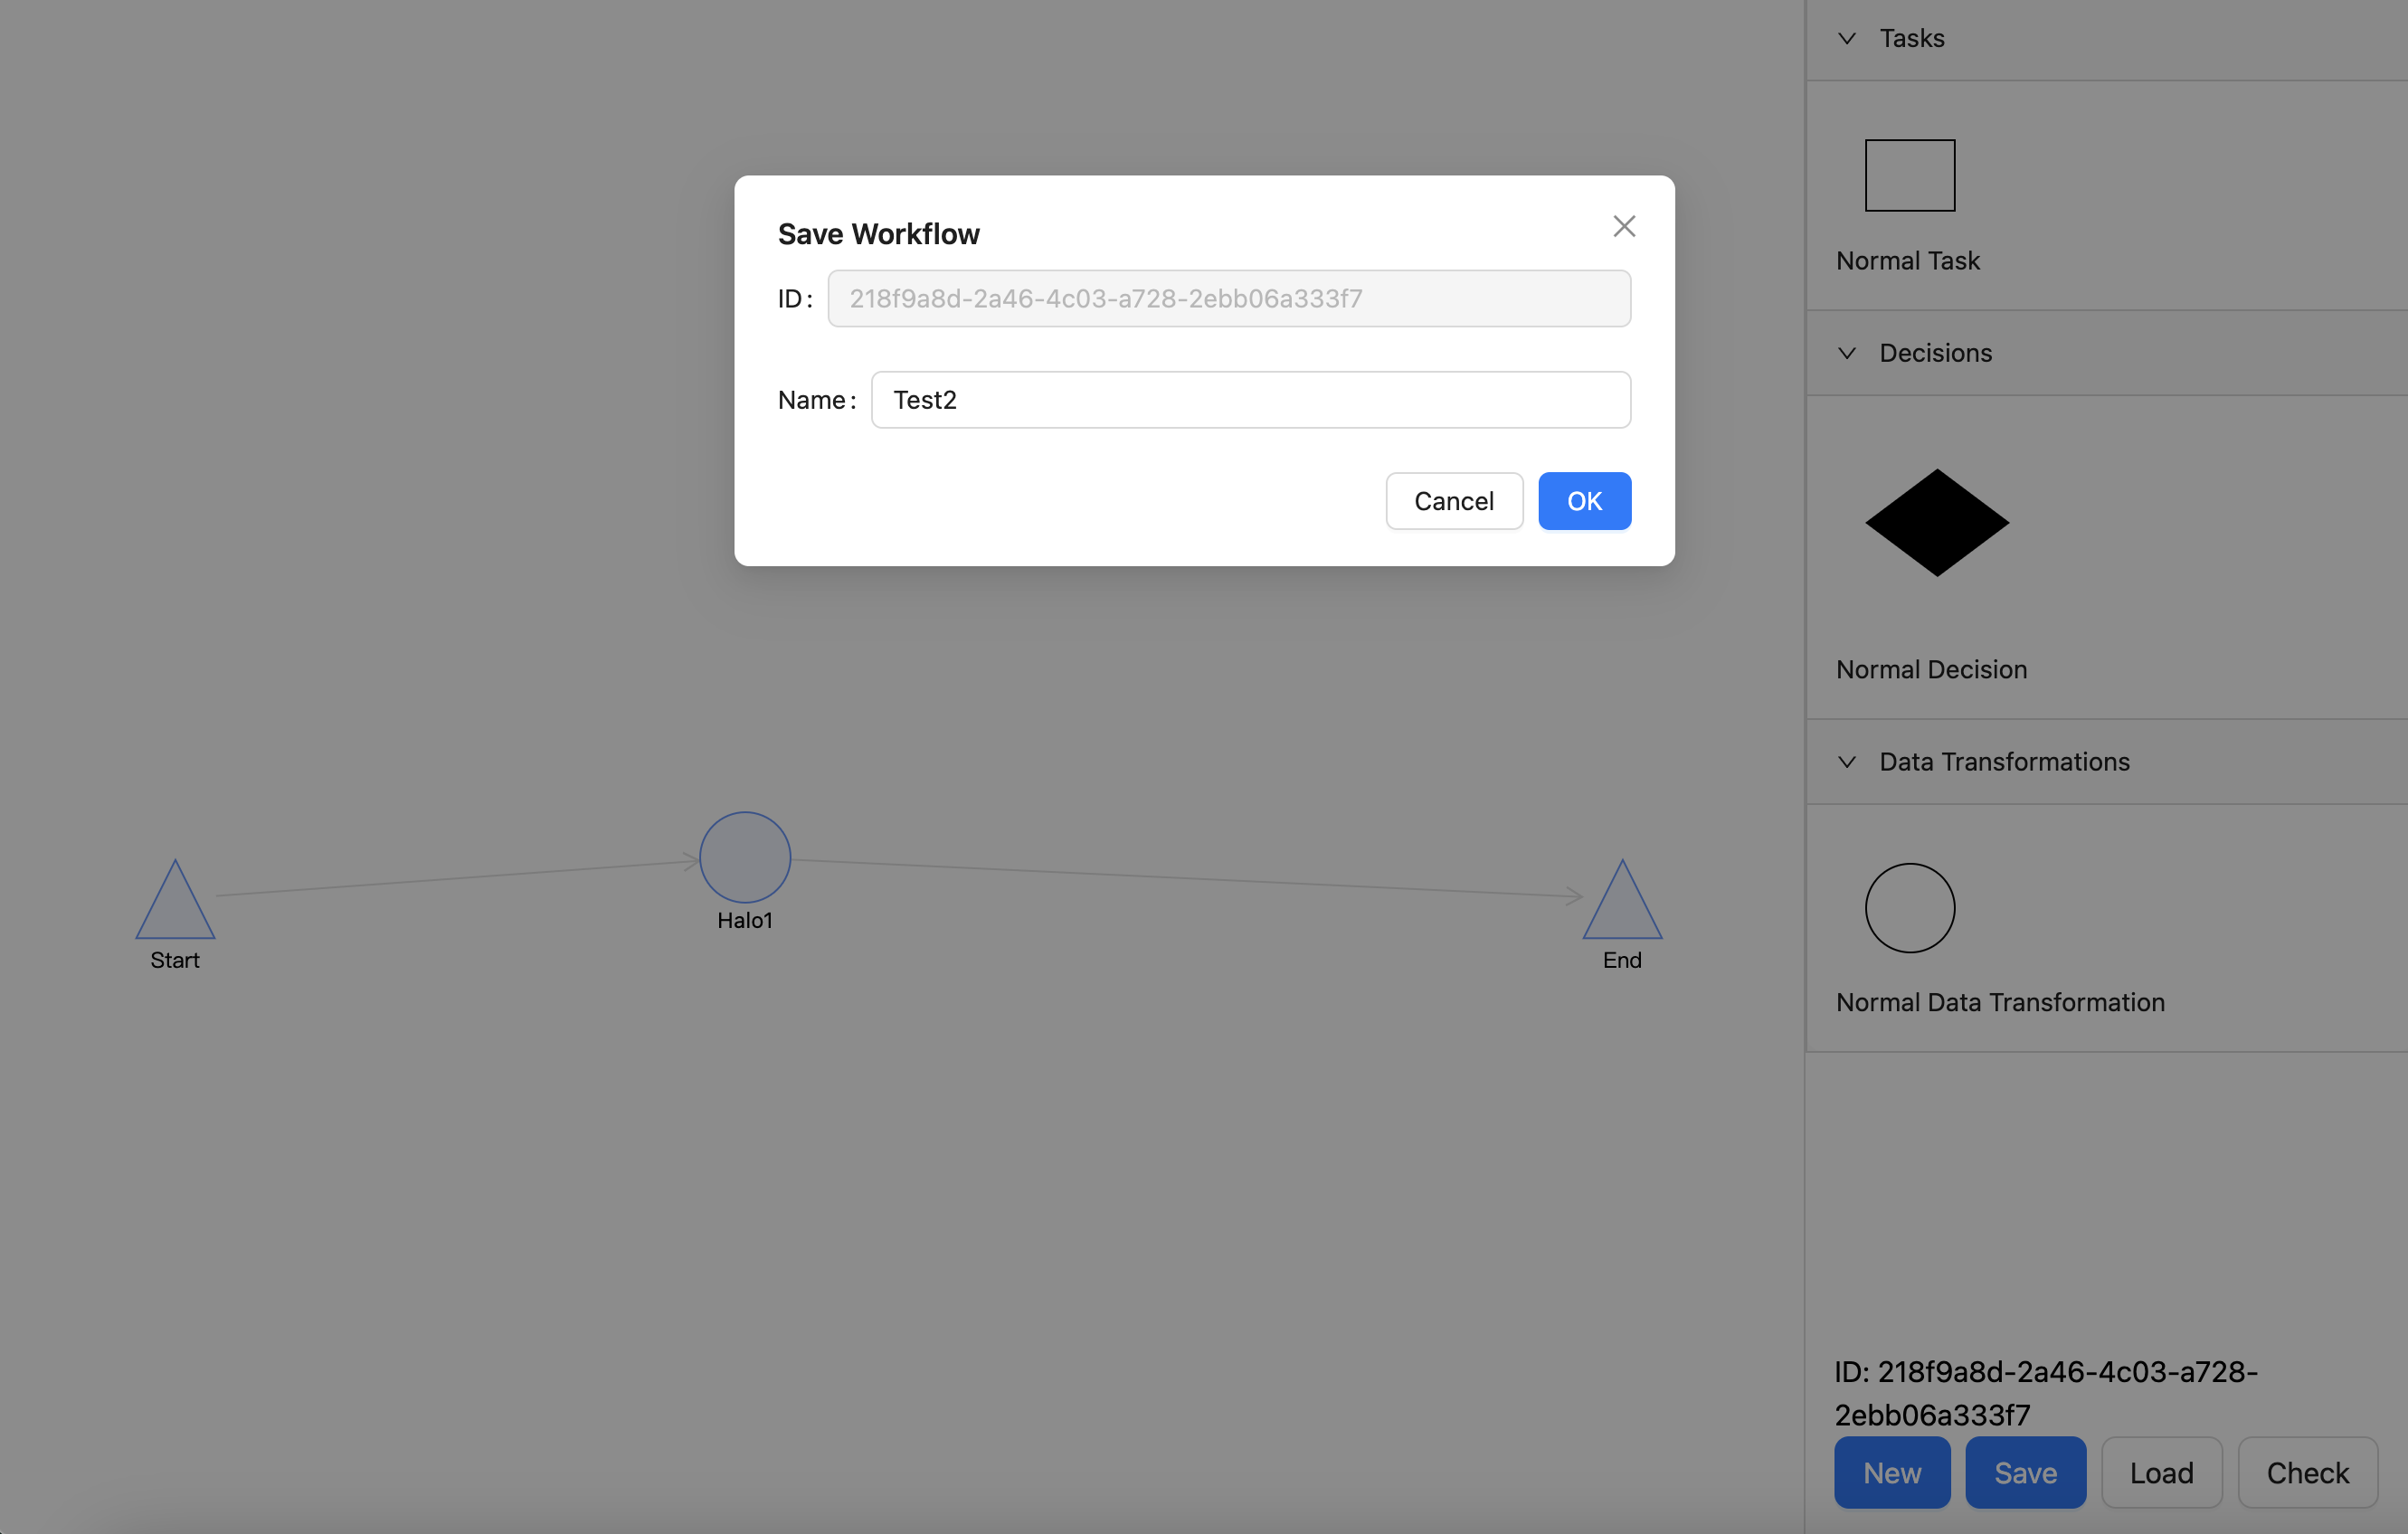 Tasks
Normal Task
Decisions
Normal Decision
Data Transformations
Normal Data Transformation
Save Workflow
ID: 218f9a8d-2a46-4c03-a728-2ebb06a333f7
Name: Test2
Cancel OK
Start
Halo1
End
ID: 218f9a8d-2a46-4c03-a728-
2ebb06a333f7
New Save Load Check